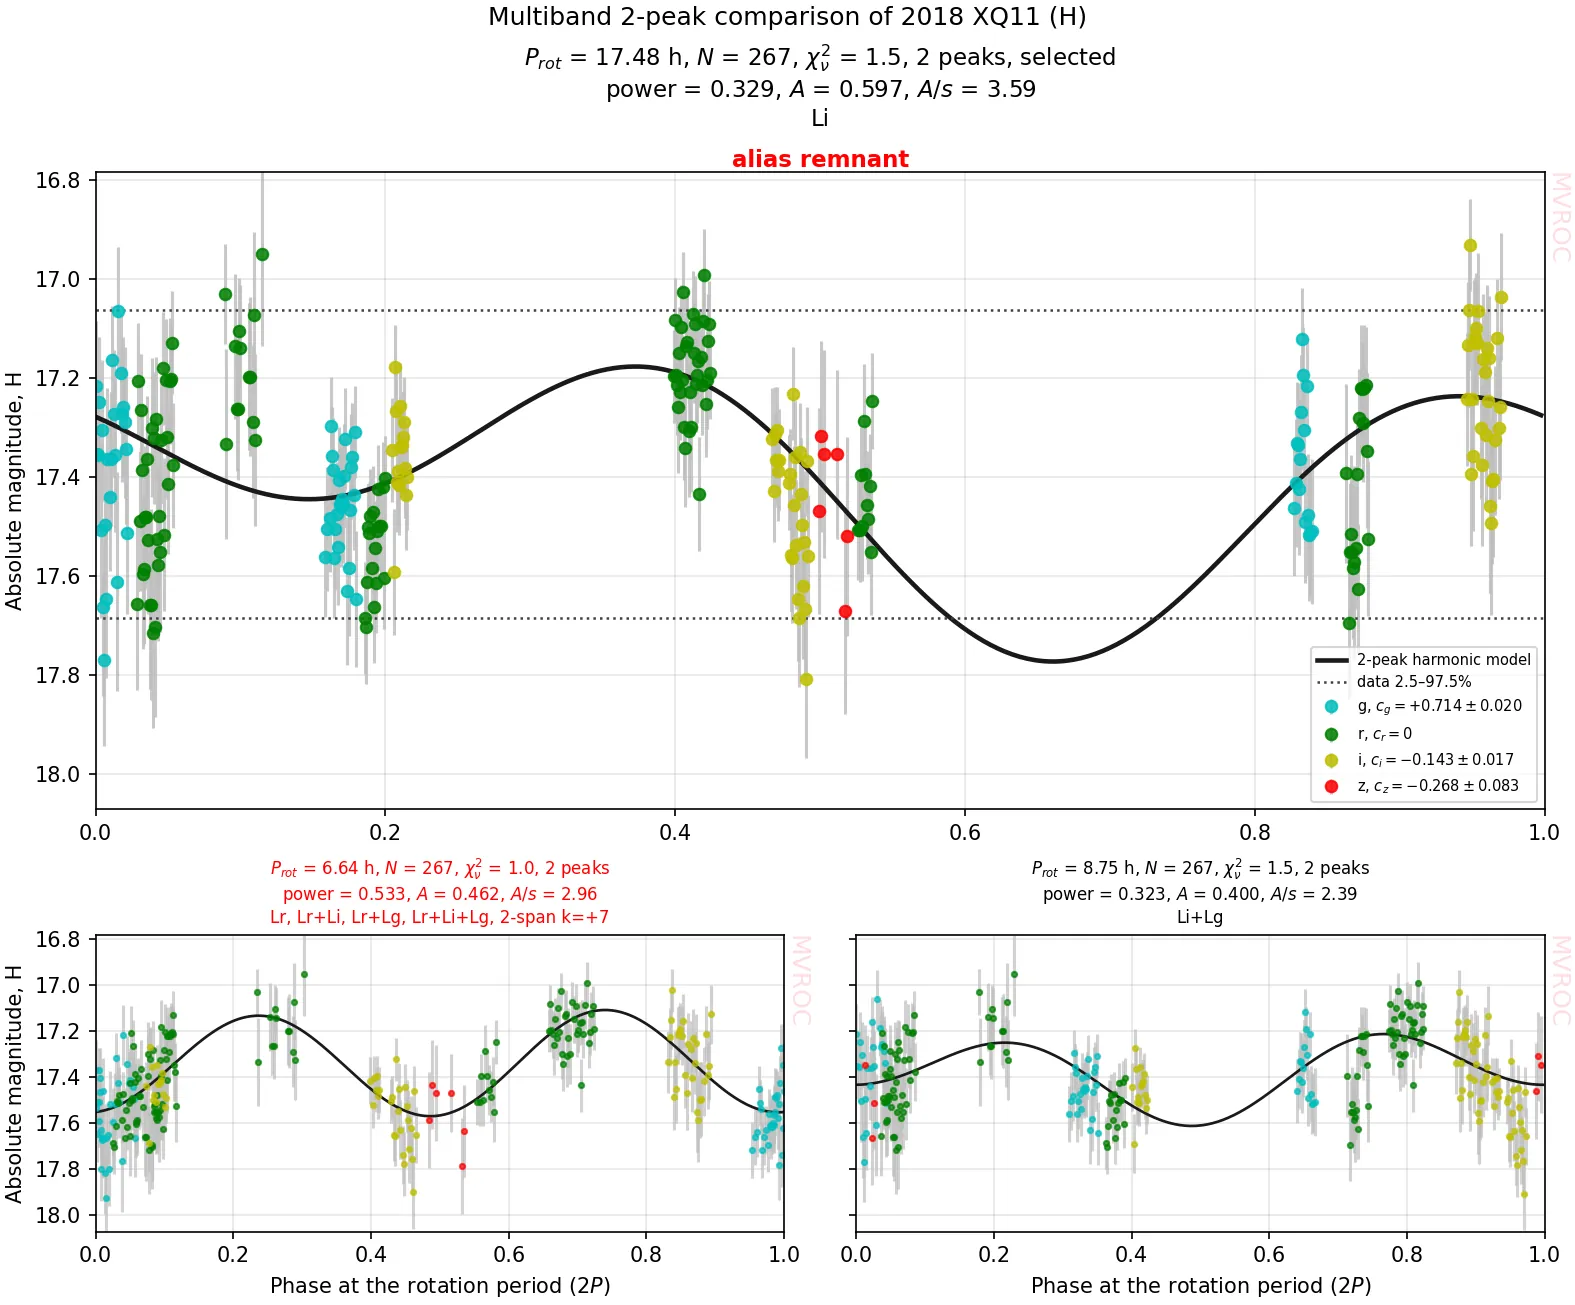 Multiband 2-peak comparison of 2018 XQ11 (H)
P_rot = 17.48 h, N = 267, χ²_ν = 1.5, 2 peaks, selected
power = 0.329, A = 0.597, A/s = 3.59
Li
alias remnant
MVROC
16.8
17.0
17.2
17.4
17.6
17.8
18.0
Absolute magnitude, H
2-peak harmonic model
data 2.5–97.5%
g, c_g = +0.714 ± 0.020
r, c_r = 0
i, c_i = −0.143 ± 0.017
z, c_z = −0.268 ± 0.083
0.0 0.2 0.4 0.6 0.8 1.0
P_rot = 6.64 h, N = 267, χ²_ν = 1.0, 2 peaks
power = 0.533, A = 0.462, A/s = 2.96
Lr, Lr+Li, Lr+Lg, Lr+Li+Lg, 2-span k=+7
MVROC
16.8
17.0
17.2
17.4
17.6
17.8
18.0
Absolute magnitude, H
0.0 0.2 0.4 0.6 0.8 1.0
Phase at the rotation period (2P)
P_rot = 8.75 h, N = 267, χ²_ν = 1.5, 2 peaks
power = 0.323, A = 0.400, A/s = 2.39
Li+Lg
MVROC
0.0 0.2 0.4 0.6 0.8 1.0
Phase at the rotation period (2P)